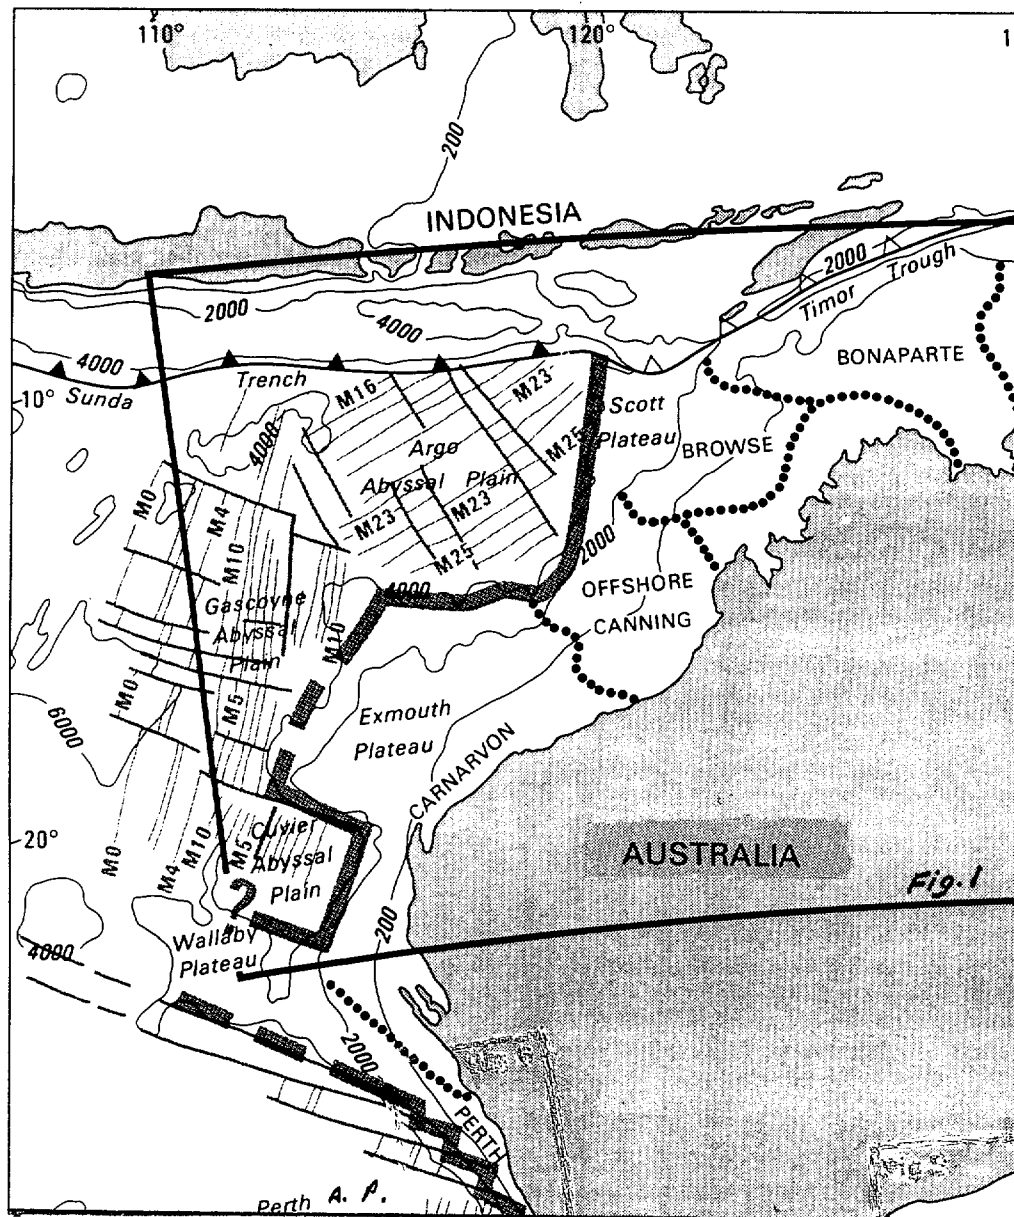 110°
120°
1
200
INDONESIA
2000
2000
Timor Trough
4000
4000
BONAPARTE
10°
Sunda
Trench
M16
M23
Scott
Plateau
4000
Argo
Abyssal Plain
M25
BROWSE
M0
M4
M23
M23
M10
M25
2000
4000
OFFSHORE
CANNING
Gascoyne
Abyssal
Plain
M10
M0
M5
6000
Exmouth
Plateau
CARNARVON
20°
M0
M4
M10
M5
Cuvier
Abyssal
Plain
AUSTRALIA
Fig.1
?
200
Wallaby
Plateau
4000
2000
PERTH
Perth A. P.